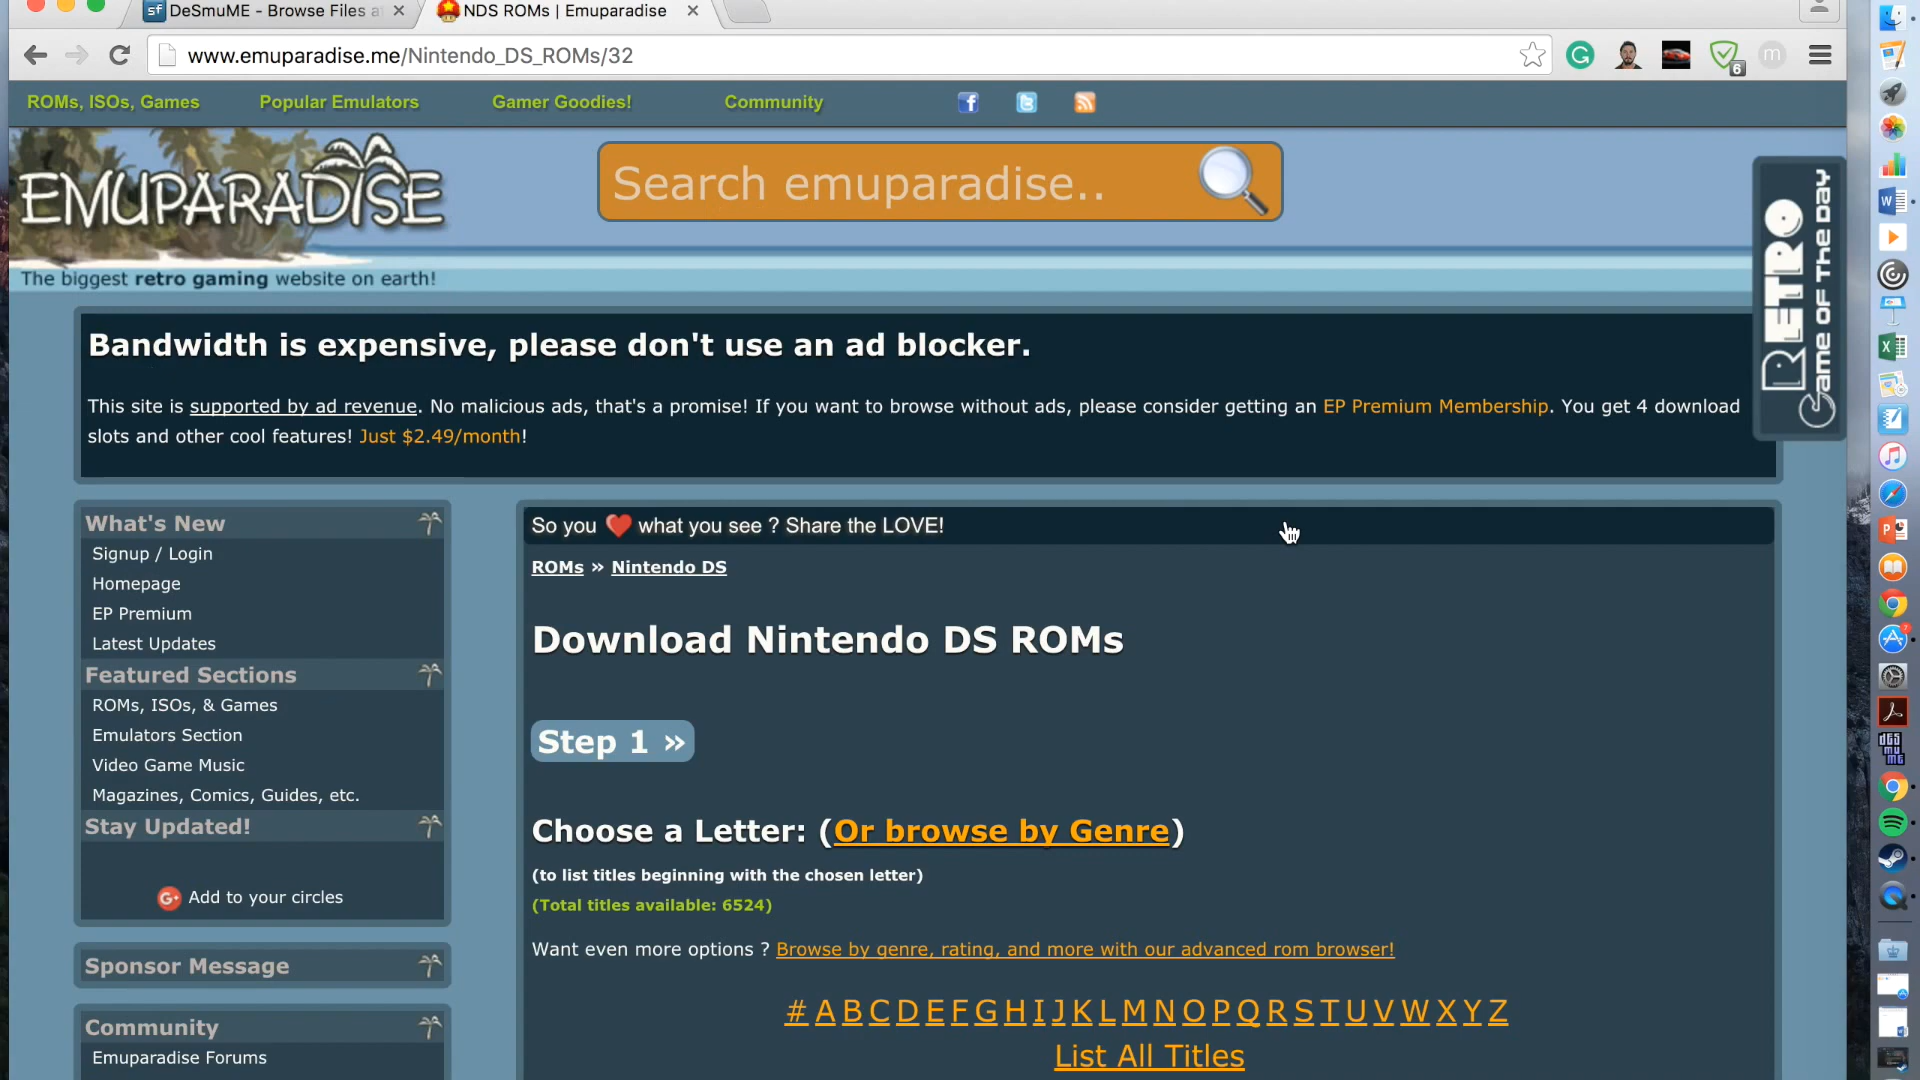 DeSmuME - Browse Files a
NDS ROMs | Emuparadise
www.emuparadise.me/Nintendo_DS_ROMs/32
6
m
ROMs, ISOs, Games
Popular Emulators
Gamer Goodies!
Community
EMUPARADISE
Search emuparadise..
The biggest retro gaming website on earth!
RETRO
Game OF THE DAY
Bandwidth is expensive, please don't use an ad blocker.
This site is supported by ad revenue. No malicious ads, that's a promise! If you want to browse without ads, please consider getting an EP Premium Membership. You get 4 download
slots and other cool features! Just $2.49/month!
What's New
Signup / Login
Homepage
EP Premium
Latest Updates
Featured Sections
ROMs, ISOs, & Games
Emulators Section
Video Game Music
Magazines, Comics, Guides, etc.
Stay Updated!
G+ Add to your circles
Sponsor Message
Community
Emuparadise Forums
So you ❤ what you see ? Share the LOVE!
ROMs » Nintendo DS
Download Nintendo DS ROMs
Step 1 »
Choose a Letter: (Or browse by Genre)
(to list titles beginning with the chosen letter)
(Total titles available: 6524)
Want even more options ? Browse by genre, rating, and more with our advanced rom browser!
# A B C D E F G H I J K L M N O P Q R S T U V W X Y Z
List All Titles
DES
MU
ME